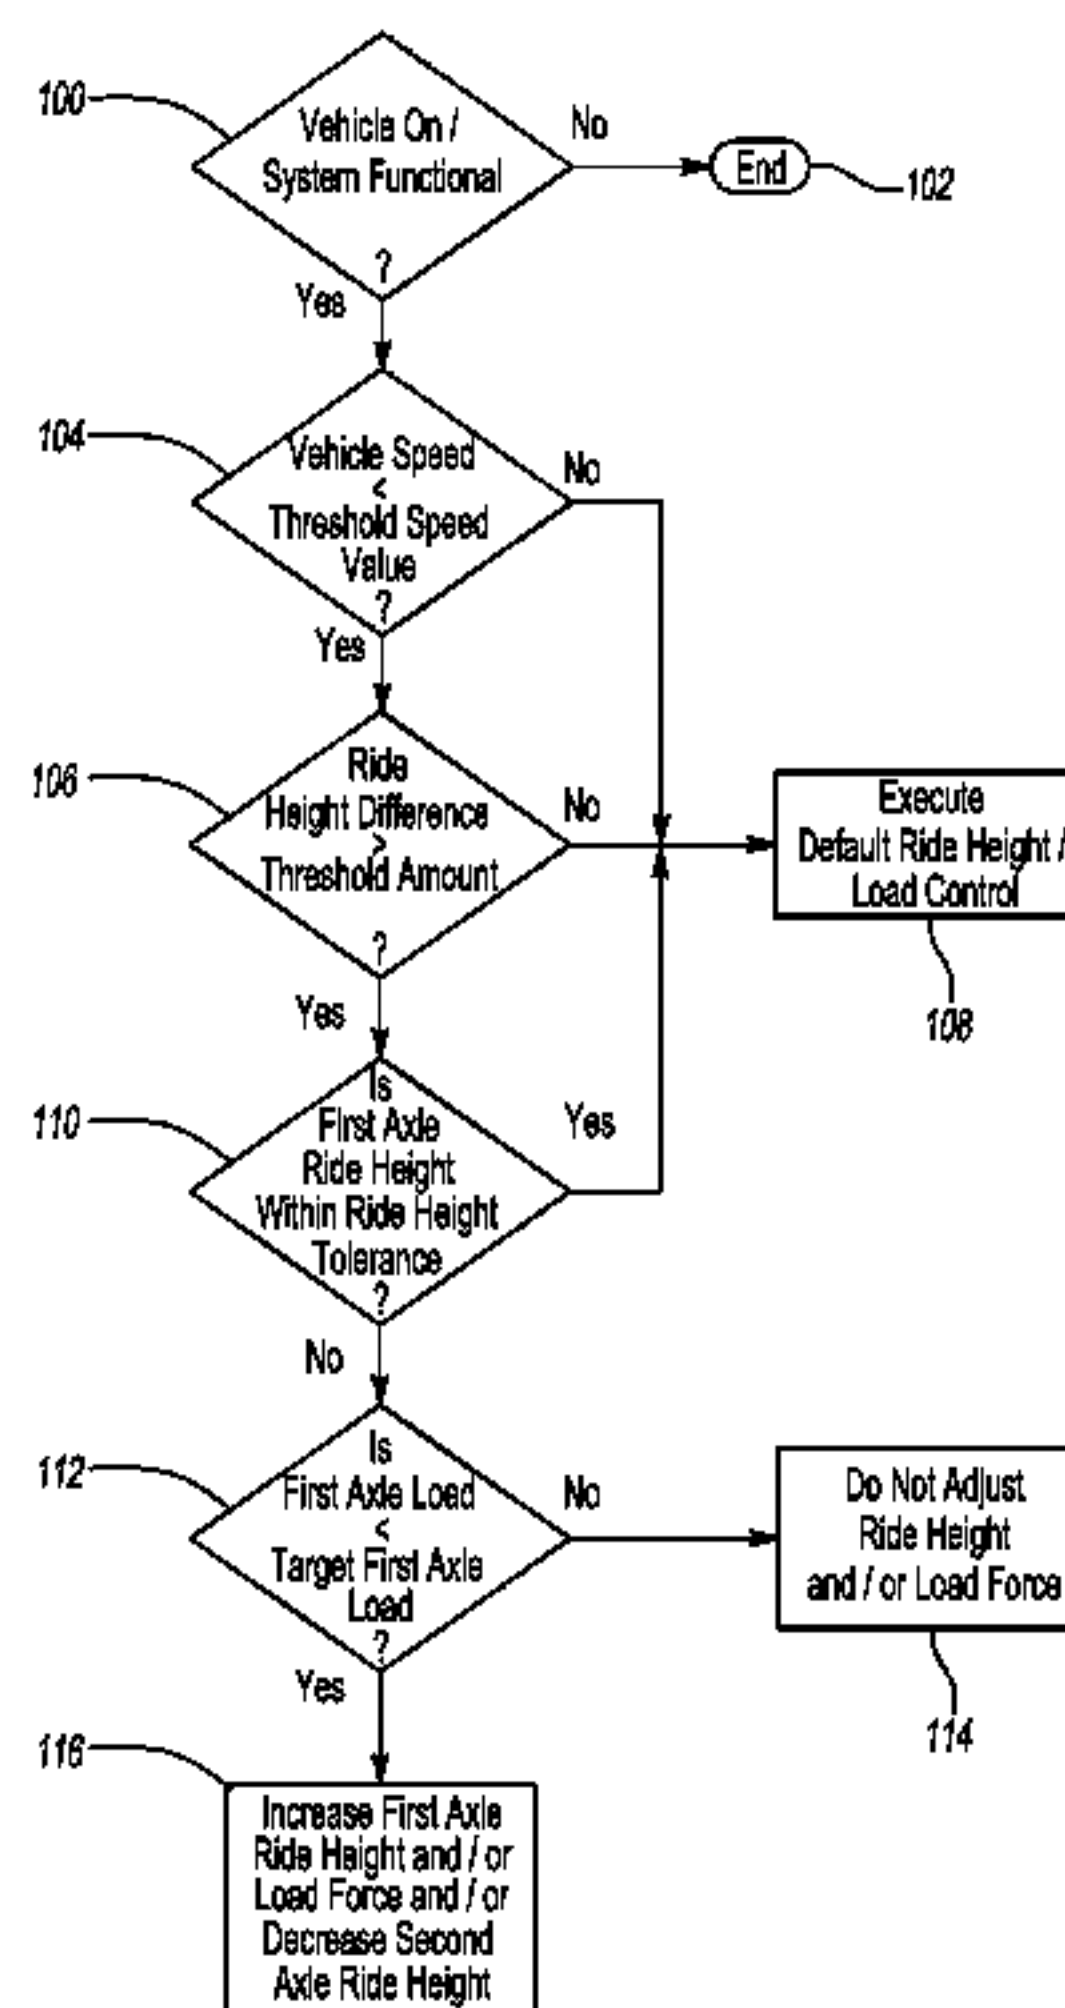 100
Vehicle On /
System Functional
?
No
End
102
Yes
104
Vehicle Speed
<
Threshold Speed
Value
?
No
Yes
106
Ride
Height Difference
>
Threshold Amount
?
No
Execute
Default Ride Height /
Load Control
108
Yes
110
Is
First Axle
Ride Height
Within Ride Height
Tolerance
?
Yes
No
112
Is
First Axle Load
<
Target First Axle
Load
?
No
Do Not Adjust
Ride Height
and / or Load Force
114
Yes
116
Increase First Axle
Ride Height and / or
Load Force and / or
Decrease Second
Axle Ride Height